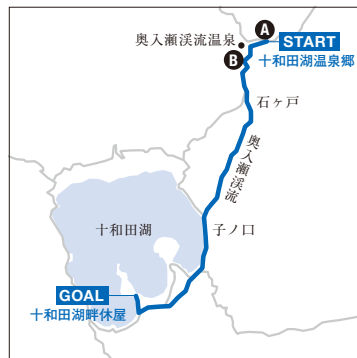 A
奥入瀬渓流温泉
START
B
十和田湖温泉郷
石ヶ戸
奥入瀬渓流
十和田湖
子ノ口
GOAL
十和田湖畔休屋